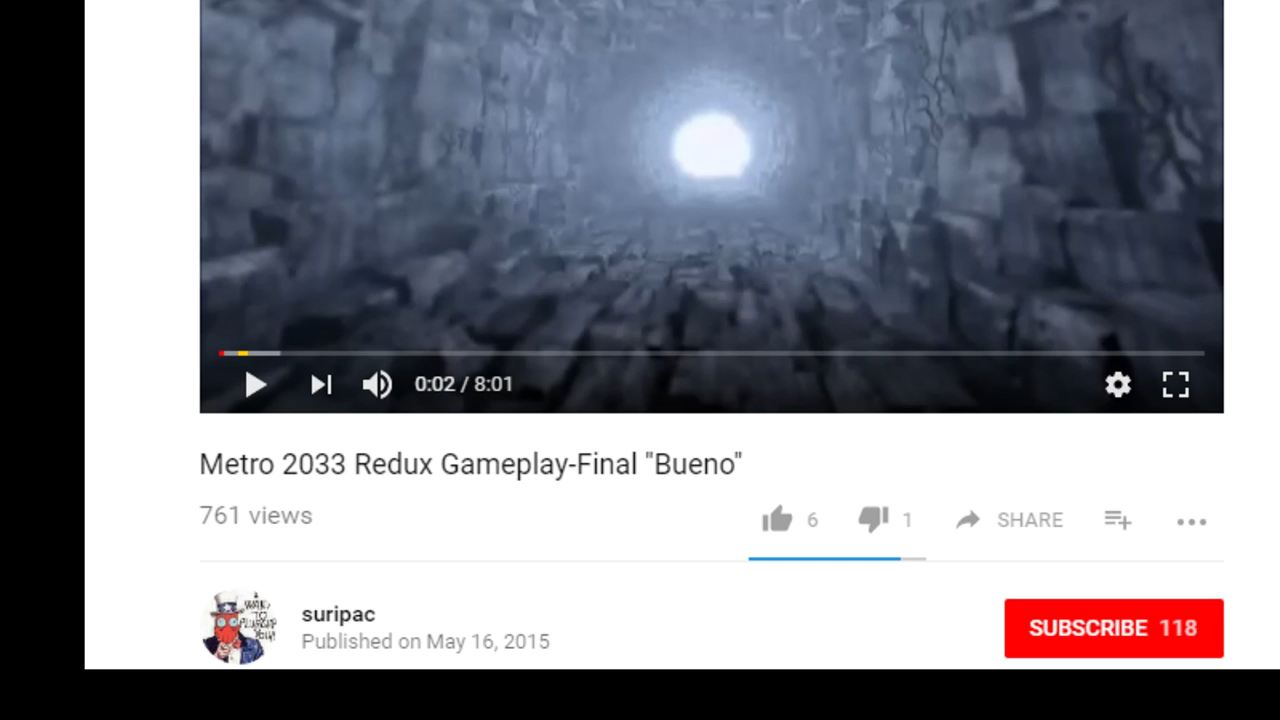 0:02 / 8:01
Metro 2033 Redux Gameplay-Final "Bueno"
761 views
6 1 SHARE
suripac
Published on May 16, 2015
SUBSCRIBE 118